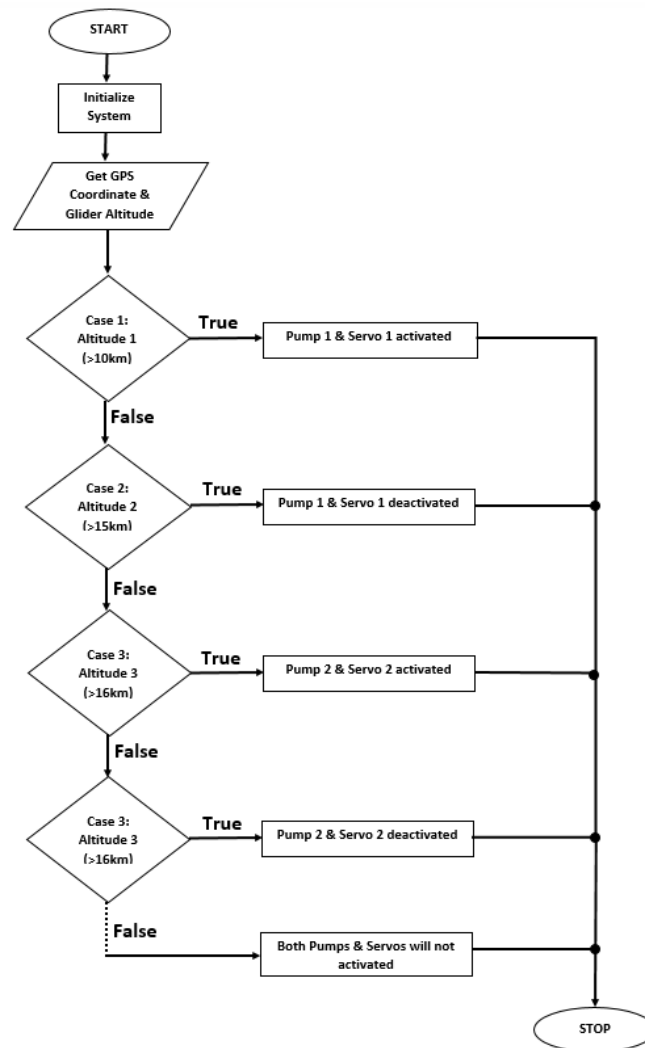 START
Initialize
System
Get GPS
Coordinate &
Glider Altitude
Case 1:
Altitude 1
(>10km)
True
Pump 1 & Servo 1 activated
False
Case 2:
Altitude 2
(>15km)
True
Pump 1 & Servo 1 deactivated
False
Case 3:
Altitude 3
(>16km)
True
Pump 2 & Servo 2 activated
False
Case 3:
Altitude 3
(>16km)
True
Pump 2 & Servo 2 deactivated
False
Both Pumps & Servos will not
activated
STOP